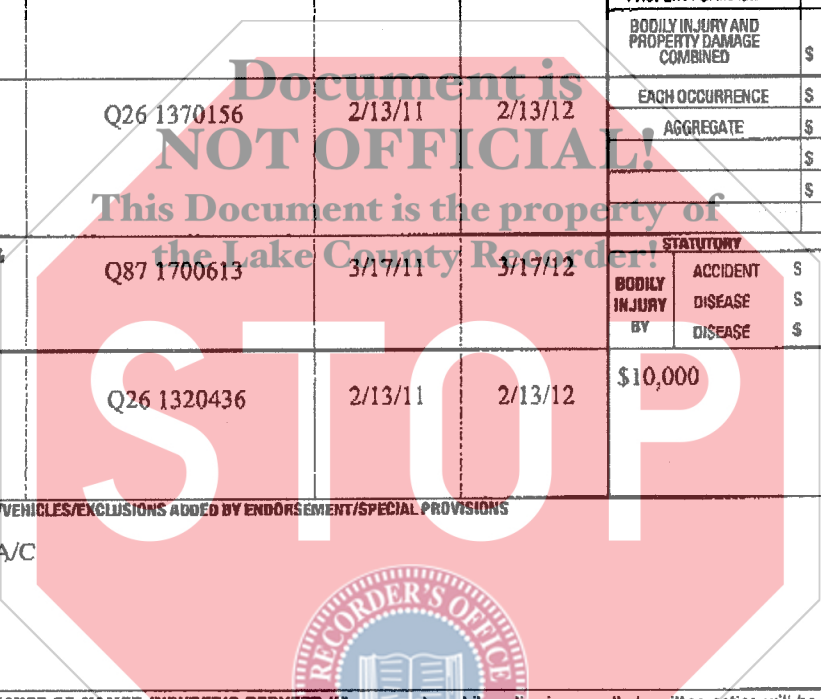 BODILY INJURY AND
PROPERTY DAMAGE
COMBINED $
Document is
Q26 1370156 2/13/11 2/13/12
EACH OCCURRENCE $
AGGREGATE $
NOT OFFICIAL!
$
$
This Document is the property of
the Lake County Recorder!
STATUTORY
Q87 1700613 3/17/11 3/17/12
BODILY
INJURY
BY
ACCIDENT $
DISEASE $
DISEASE $
STOP
Q26 1320436 2/13/11 2/13/12 $10,000
/VEHICLES/EXCLUSIONS ADDED BY ENDORSEMENT/SPECIAL PROVISIONS
A/C
RECORDER'S OFFICE